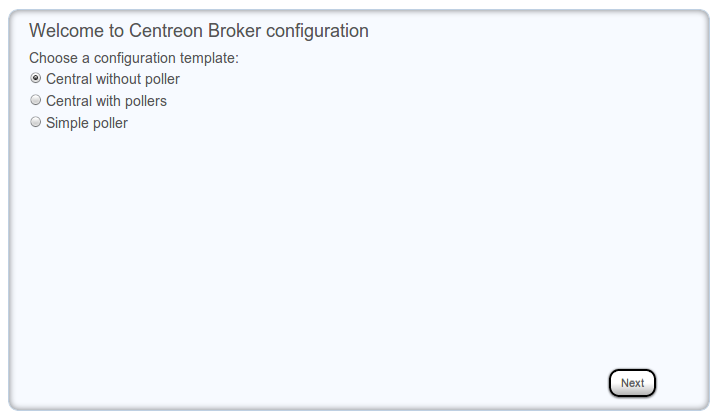 Welcome to Centreon Broker configuration
Choose a configuration template:
Central without poller
Central with pollers
Simple poller
Next